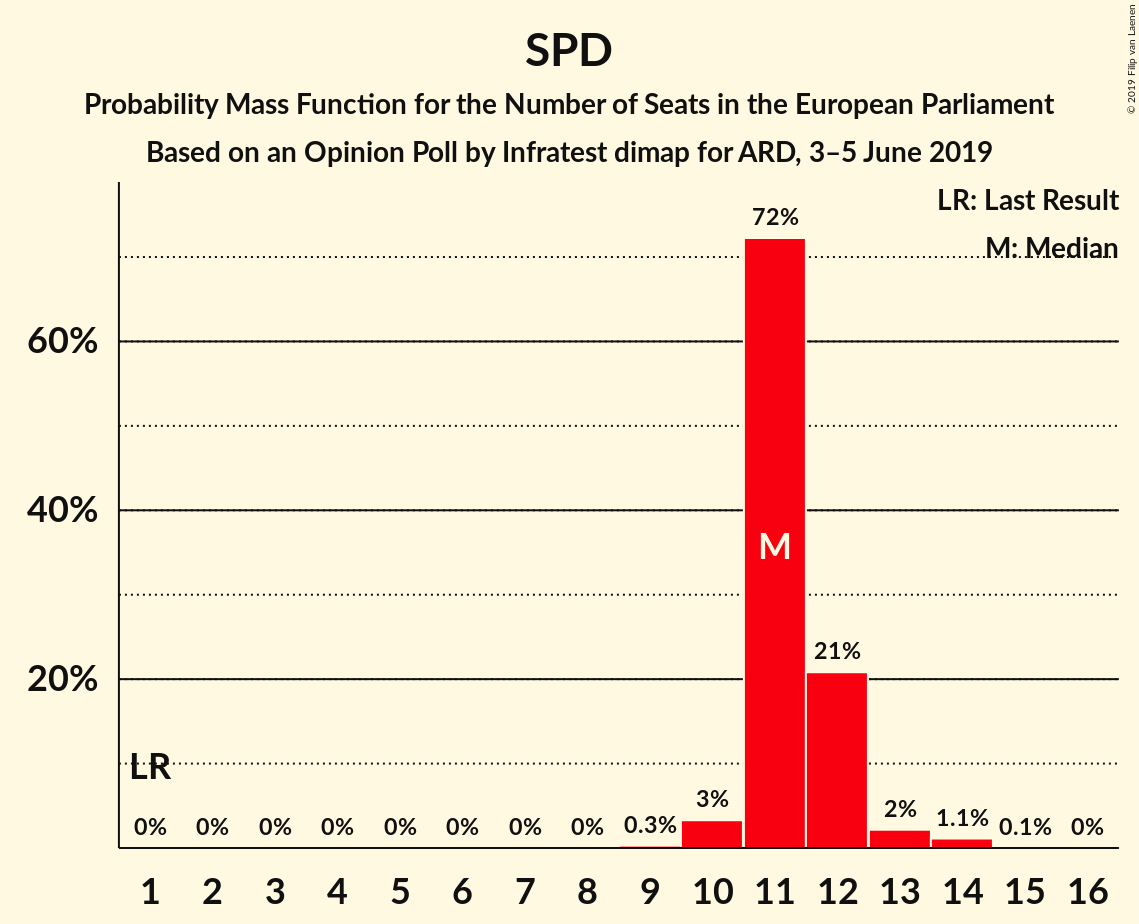 SPD
Probability Mass Function for the Number of Seats in the European Parliament
Based on an Opinion Poll by Infratest dimap for ARD, 3–5 June 2019
© 2019 Filip van Laenen
LR: Last Result
M: Median
72%
60%
40%
M
21%
20%
LR
0% 0% 0% 0% 0% 0% 0% 0% 0.3% 3% 2% 1.1% 0.1% 0%
1 2 3 4 5 6 7 8 9 10 11 12 13 14 15 16